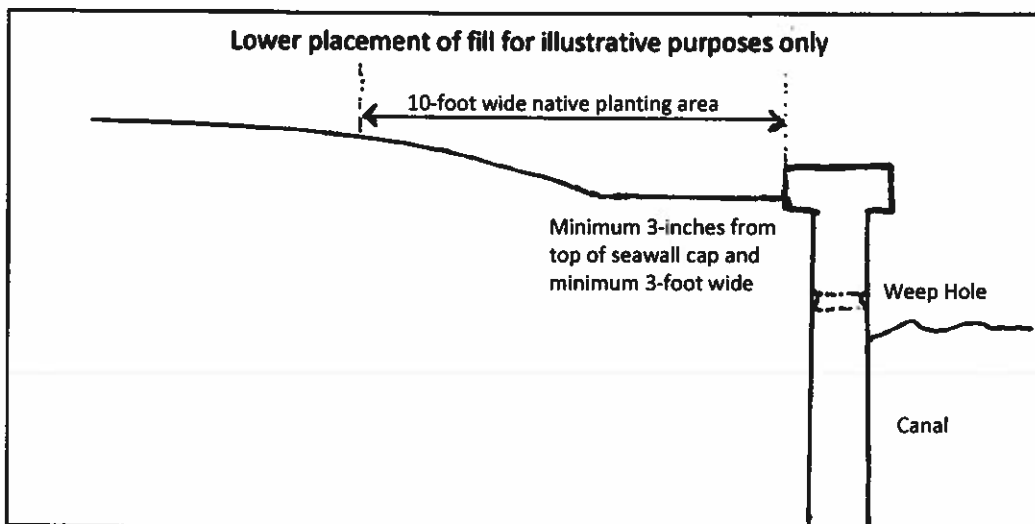 Lower placement of fill for illustrative purposes only
10-foot wide native planting area
Minimum 3-inches from
top of seawall cap and
minimum 3-foot wide
Weep Hole
Canal